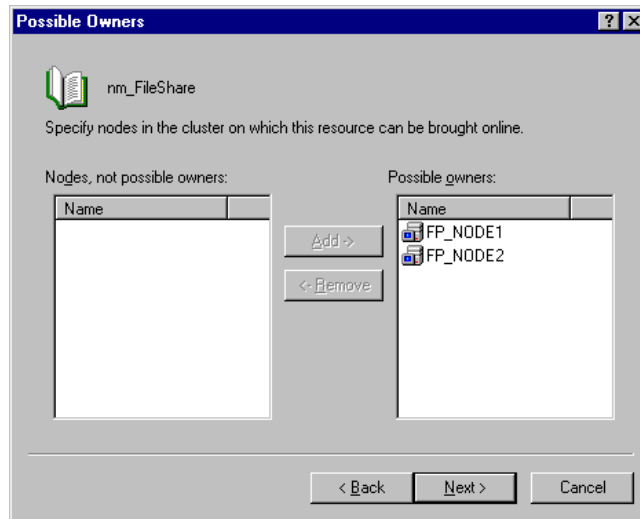 Possible Owners
nm_FileShare
Specify nodes in the cluster on which this resource can be brought online.
Nodes, not possible owners:
Possible owners:
Name
Name
FP_NODE1
FP_NODE2
Add ->
<- Remove
< Back
Next >
Cancel